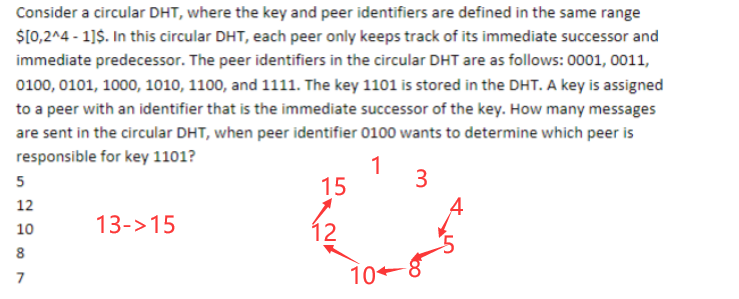 Consider a circular DHT, where the key and peer identifiers are defined in the same range
$[0,2^4 - 1]$. In this circular DHT, each peer only keeps track of its immediate successor and
immediate predecessor. The peer identifiers in the circular DHT are as follows: 0001, 0011,
0100, 0101, 1000, 1010, 1100, and 1111. The key 1101 is stored in the DHT. A key is assigned
to a peer with an identifier that is the immediate successor of the key. How many messages
are sent in the circular DHT, when peer identifier 0100 wants to determine which peer is
responsible for key 1101?
5
12
10
8
7
13->15
1
3
4
5
8
10
12
15